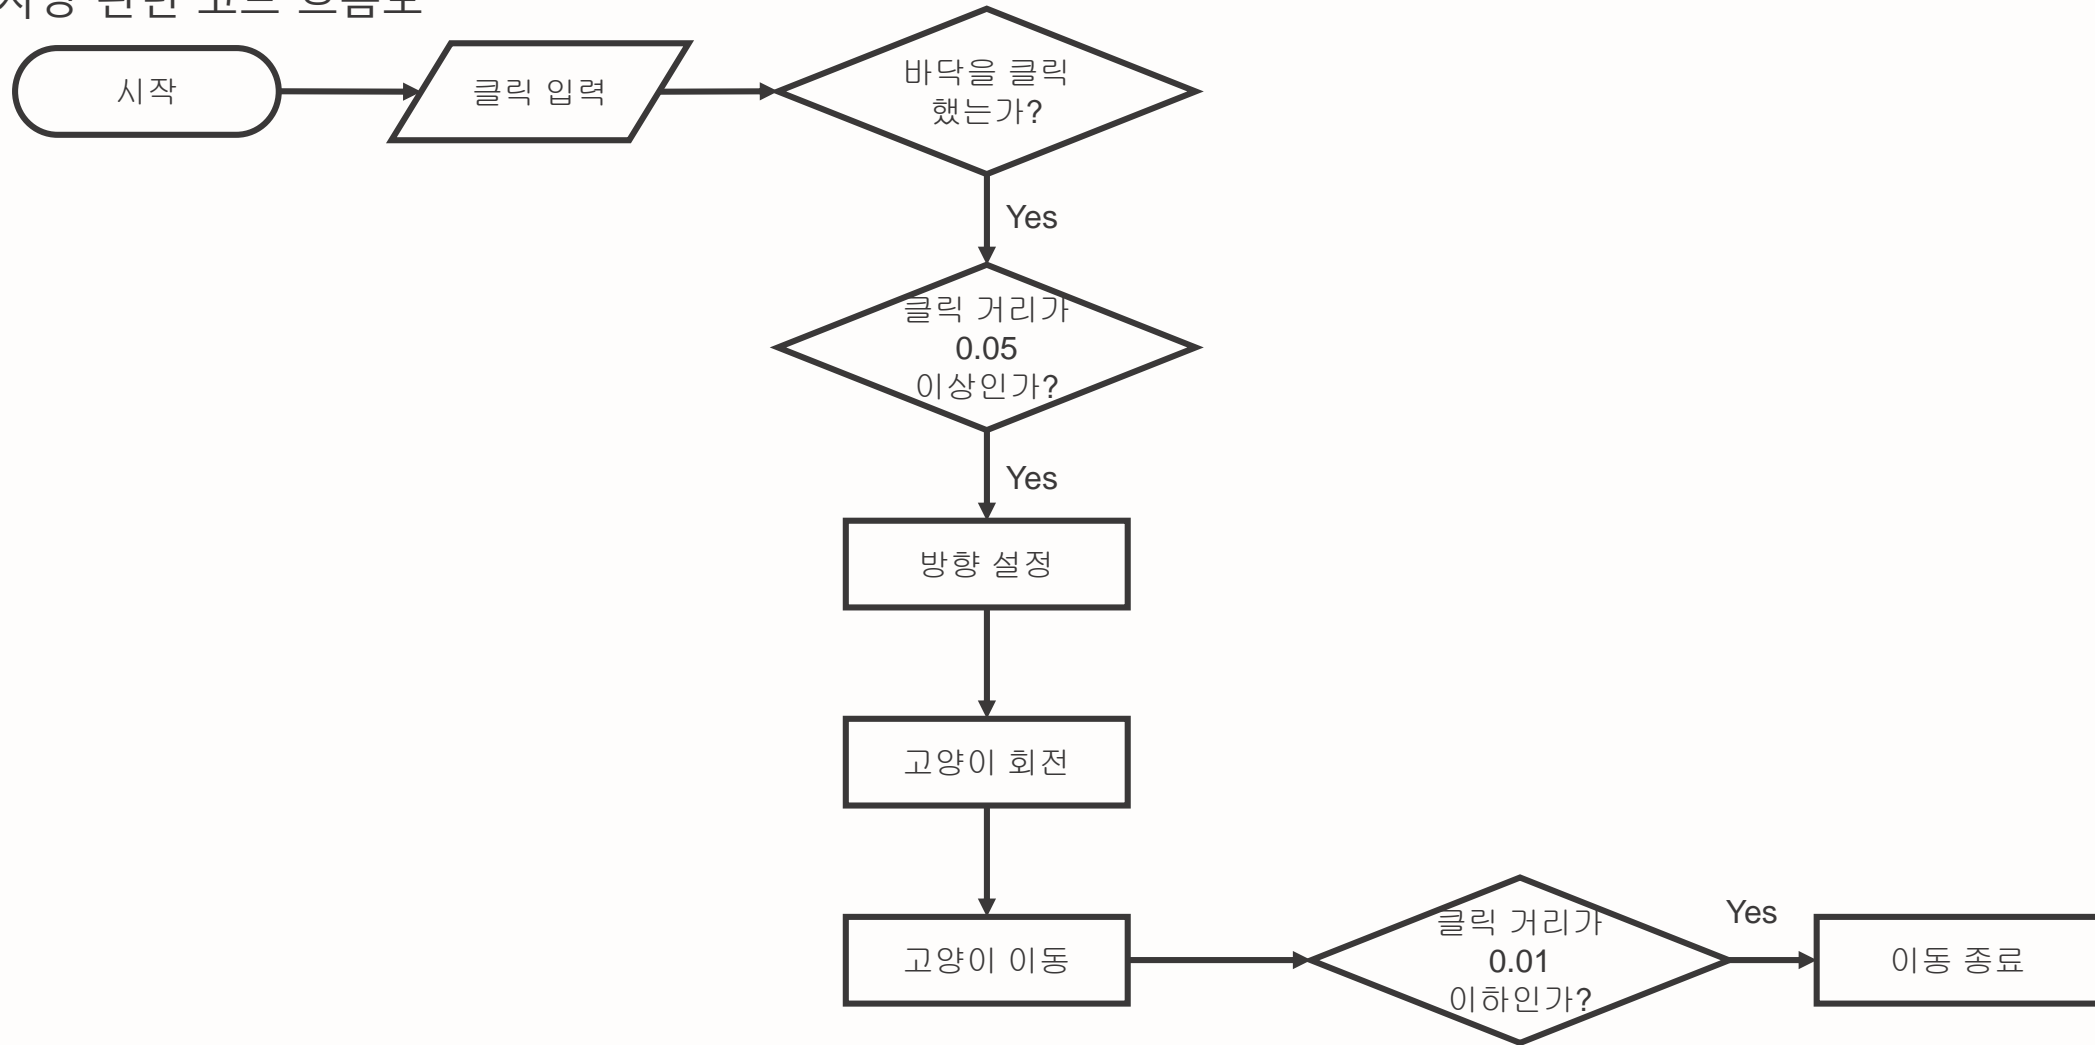 시작
클릭 입력
바닥을 클릭
했는가?
Yes
클릭 거리가
0.05
이상인가?
Yes
방향 설정
고양이 회전
고양이 이동
클릭 거리가
0.01
이하인가?
Yes
이동 종료